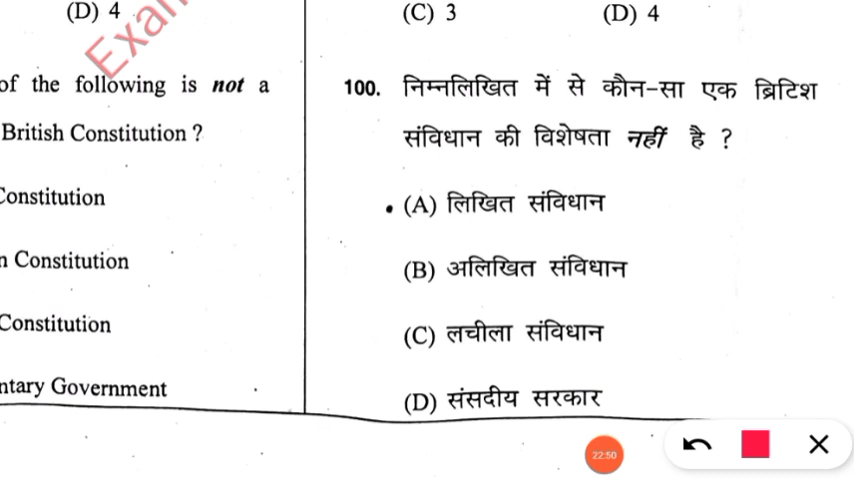 (D) 4
Exam
of the following is not a
British Constitution ?
Constitution
n Constitution
Constitution
ntary Government
(C) 3 (D) 4
100. निम्नलिखित में से कौन-सा एक ब्रिटिश
संविधान की विशेषता नहीं है ?
(A) लिखित संविधान
(B) अलिखित संविधान
(C) लचीला संविधान
(D) संसदीय सरकार
22:50